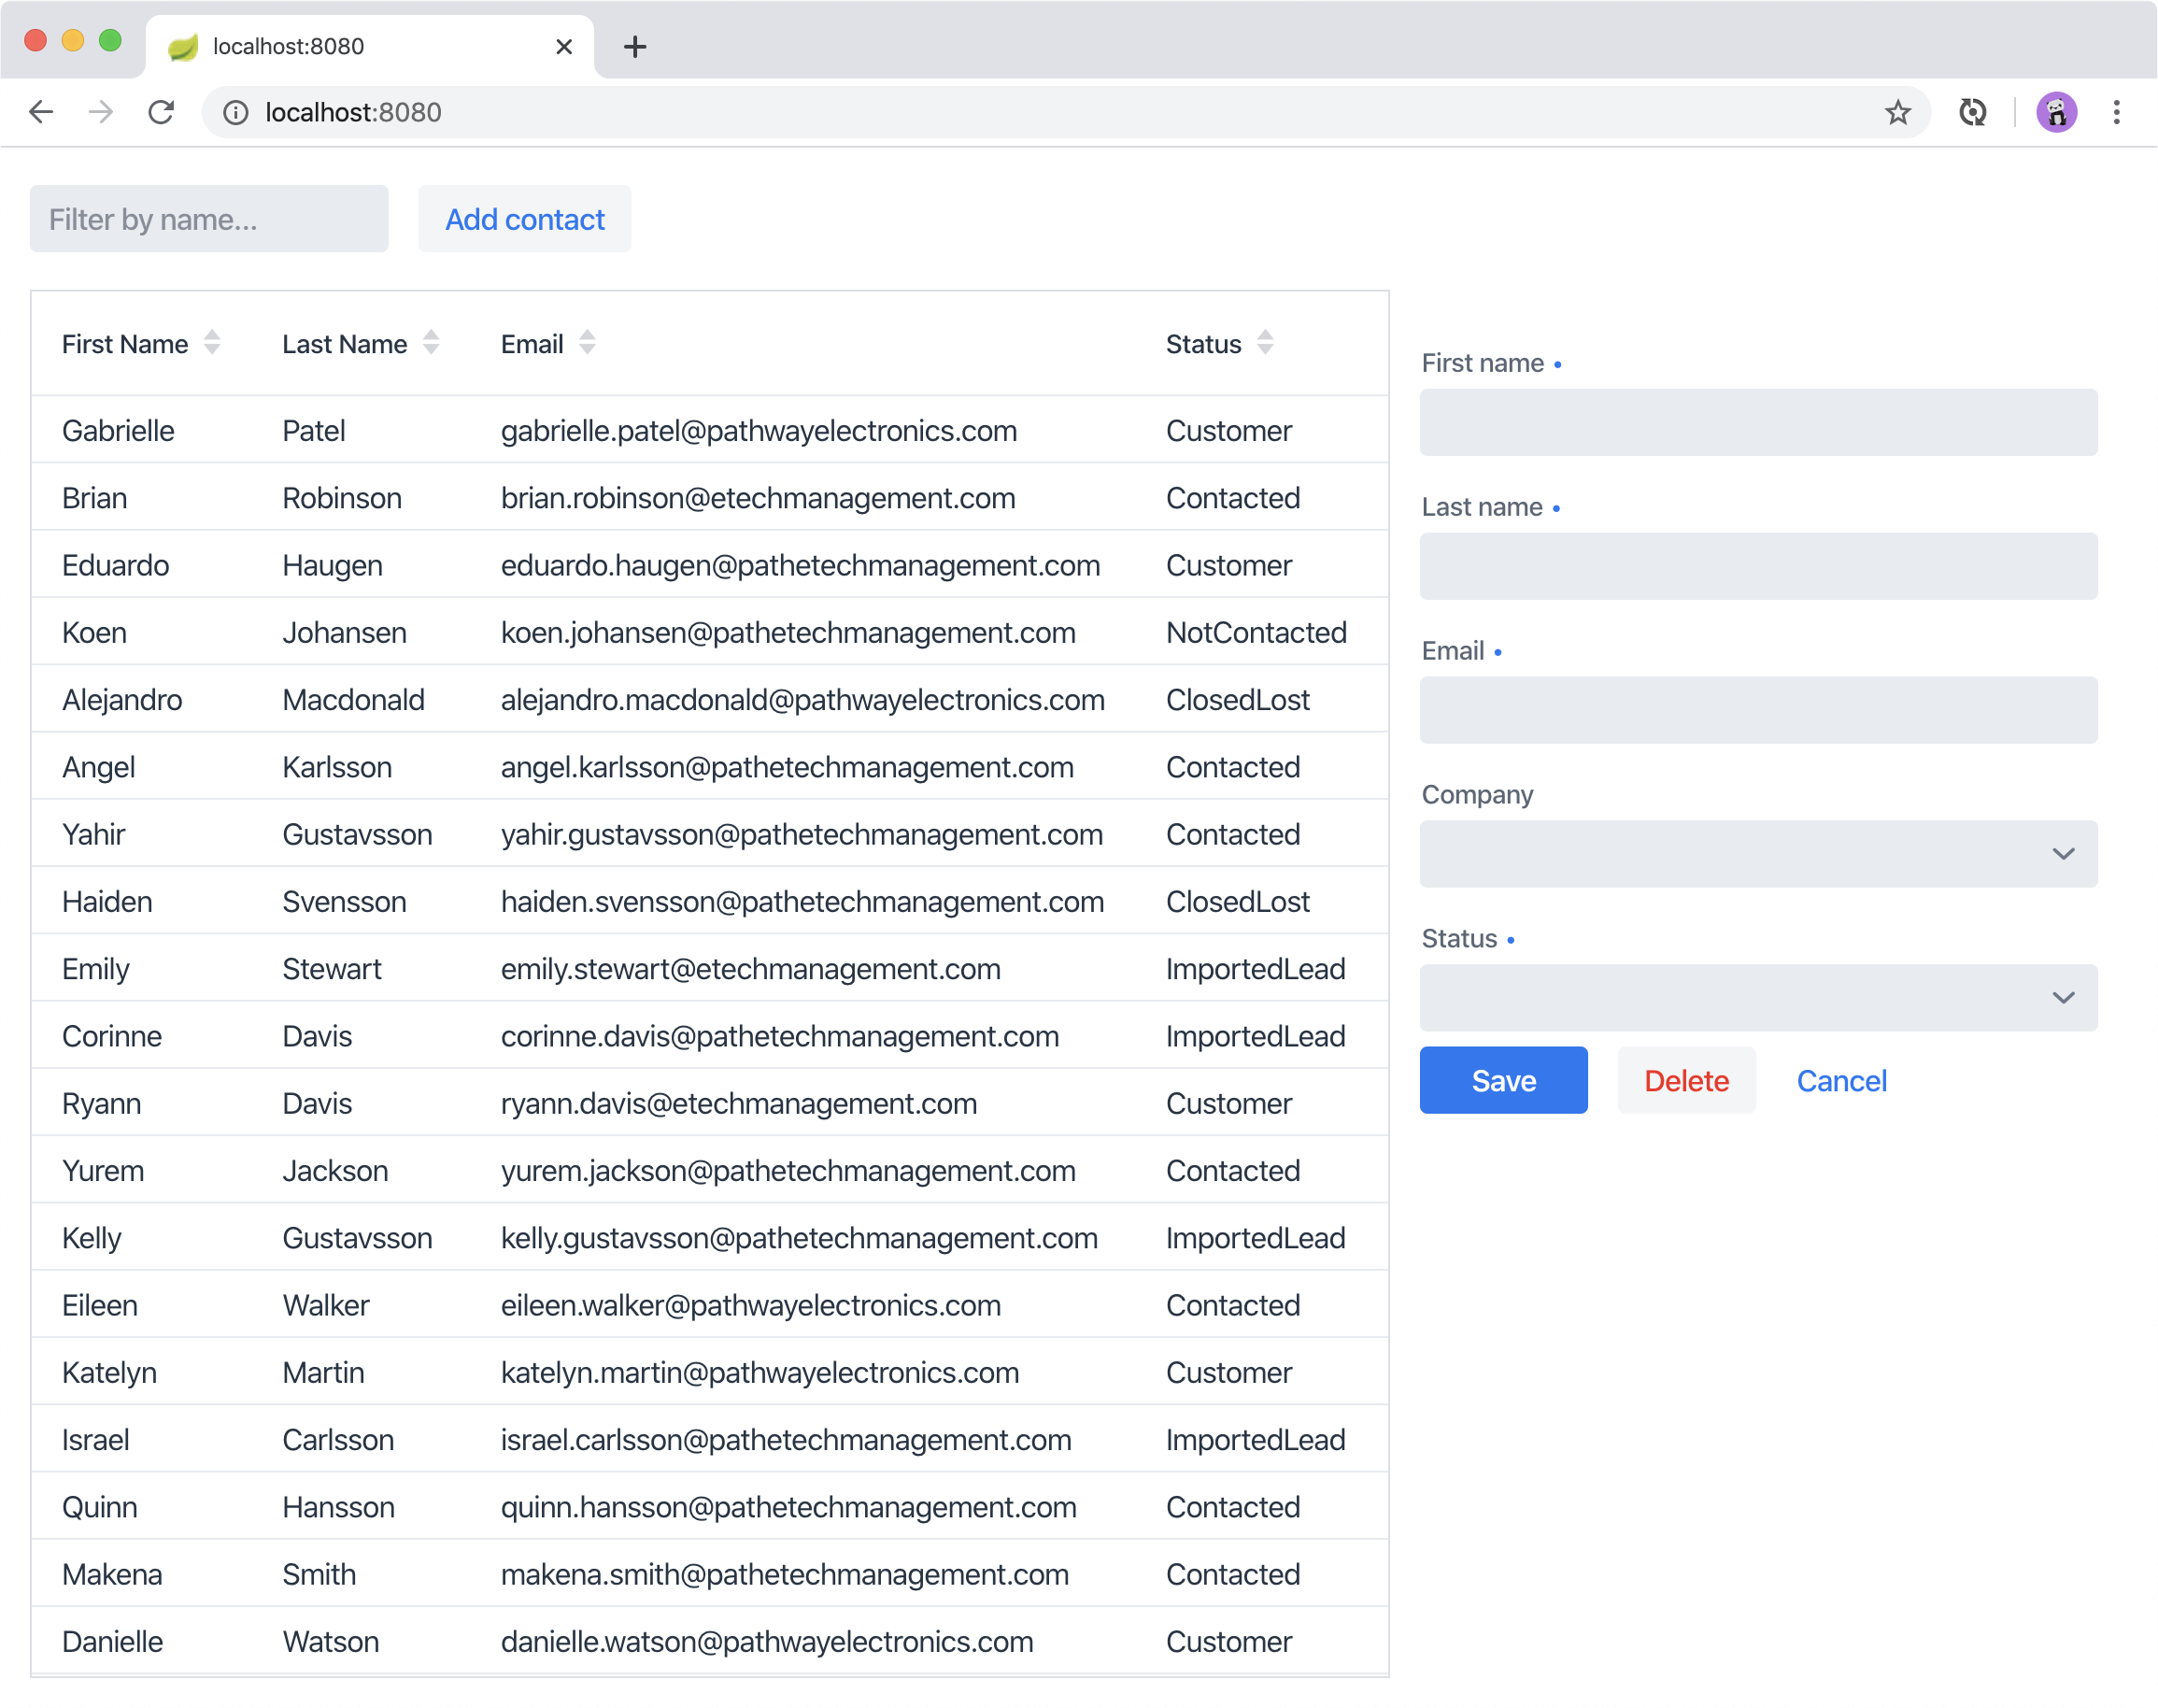 localhost:8080
localhost:8080
Filter by name...
Add contact
First Name Last Name Email Status
Gabrielle Patel gabrielle.patel@pathwayelectronics.com Customer
Brian Robinson brian.robinson@etechmanagement.com Contacted
Eduardo Haugen eduardo.haugen@pathetechmanagement.com Customer
Koen Johansen koen.johansen@pathetechmanagement.com NotContacted
Alejandro Macdonald alejandro.macdonald@pathwayelectronics.com ClosedLost
Angel Karlsson angel.karlsson@pathetechmanagement.com Contacted
Yahir Gustavsson yahir.gustavsson@pathetechmanagement.com Contacted
Haiden Svensson haiden.svensson@pathetechmanagement.com ClosedLost
Emily Stewart emily.stewart@etechmanagement.com ImportedLead
Corinne Davis corinne.davis@pathetechmanagement.com ImportedLead
Ryann Davis ryann.davis@etechmanagement.com Customer
Yurem Jackson yurem.jackson@pathetechmanagement.com Contacted
Kelly Gustavsson kelly.gustavsson@pathetechmanagement.com ImportedLead
Eileen Walker eileen.walker@pathwayelectronics.com Contacted
Katelyn Martin katelyn.martin@pathwayelectronics.com Customer
Israel Carlsson israel.carlsson@pathetechmanagement.com ImportedLead
Quinn Hansson quinn.hansson@pathetechmanagement.com Contacted
Makena Smith makena.smith@pathetechmanagement.com Contacted
Danielle Watson danielle.watson@pathwayelectronics.com Customer
First name •
Last name •
Email •
Company
Status •
Save Delete Cancel